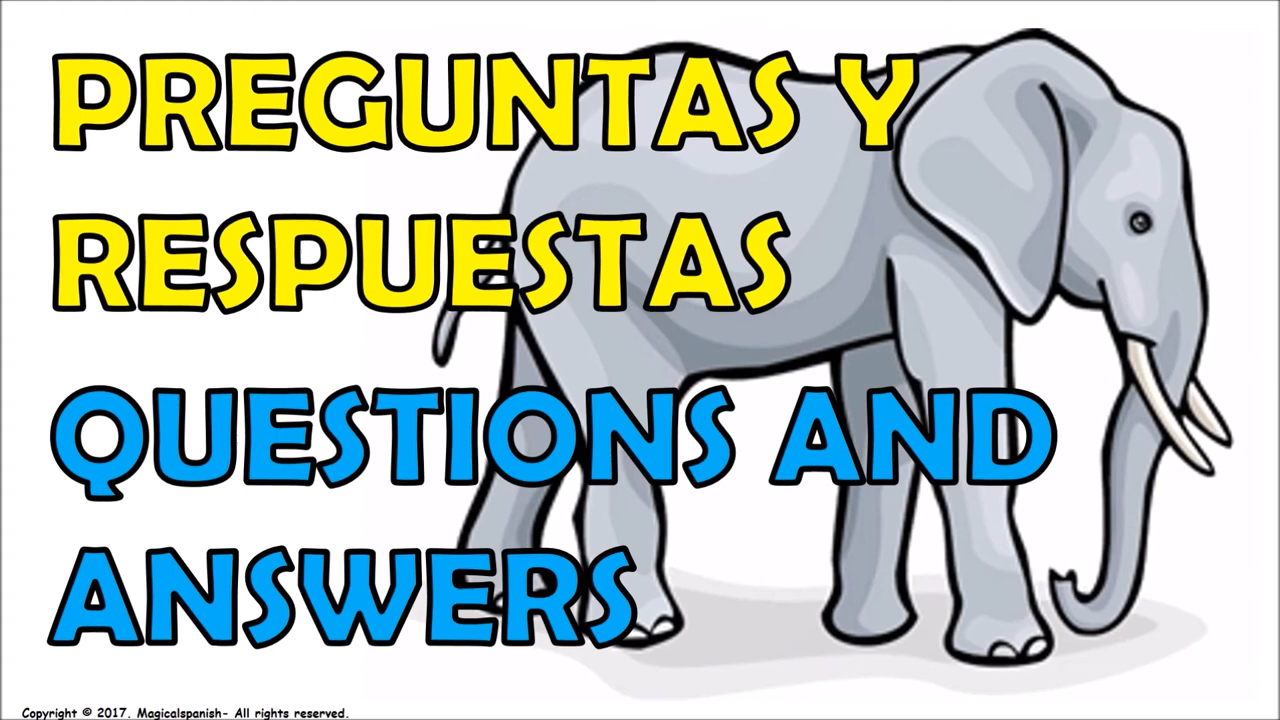 PREGUNTAS Y
RESPUESTAS
QUESTIONS AND
ANSWERS
Copyright © 2017. Magicalspanish- All rights reserved.